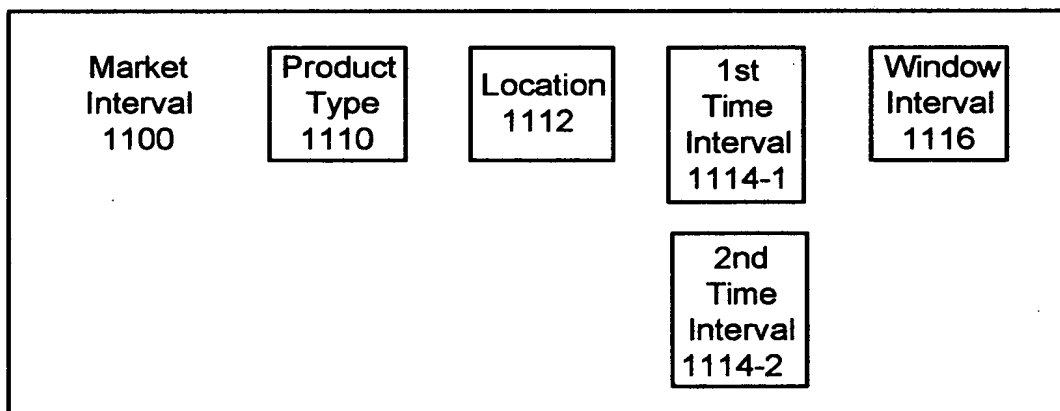 Market
Interval
1100
Product
Type
1110
Location
1112
1st
Time
Interval
1114-1
Window
Interval
1116
2nd
Time
Interval
1114-2